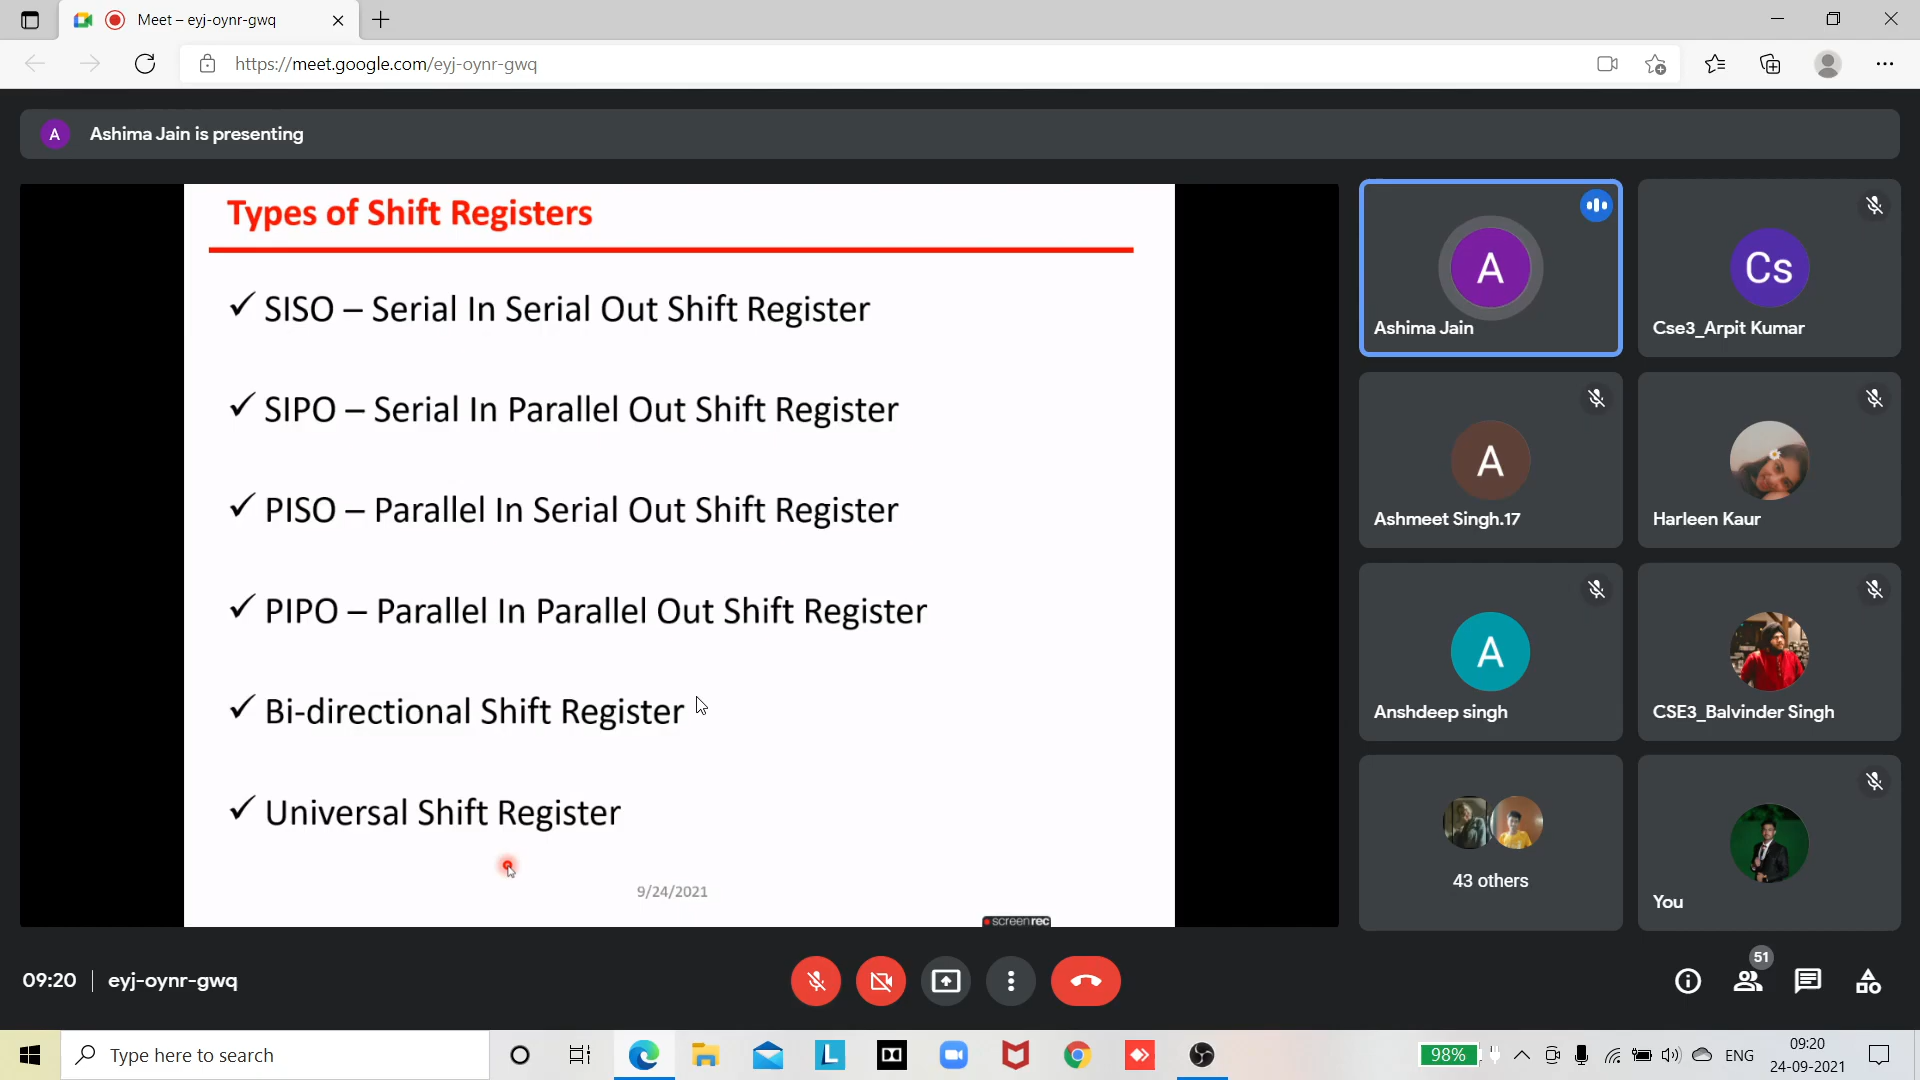 Meet – eyj-oynr-gwq
https://meet.google.com/eyj-oynr-gwq
A
Ashima Jain is presenting
Types of Shift Registers
✓ SISO – Serial In Serial Out Shift Register
✓ SIPO – Serial In Parallel Out Shift Register
✓ PISO – Parallel In Serial Out Shift Register
✓ PIPO – Parallel In Parallel Out Shift Register
✓ Bi-directional Shift Register
✓ Universal Shift Register
9/24/2021
screenrec
A
Ashima Jain
Cs
Cse3_Arpit Kumar
A
Ashmeet Singh.17
Harleen Kaur
A
Anshdeep singh
CSE3_Balvinder Singh
43 others
You
09:20 | eyj-oynr-gwq
51
Type here to search
L
98%
ENG
09:20
24-09-2021